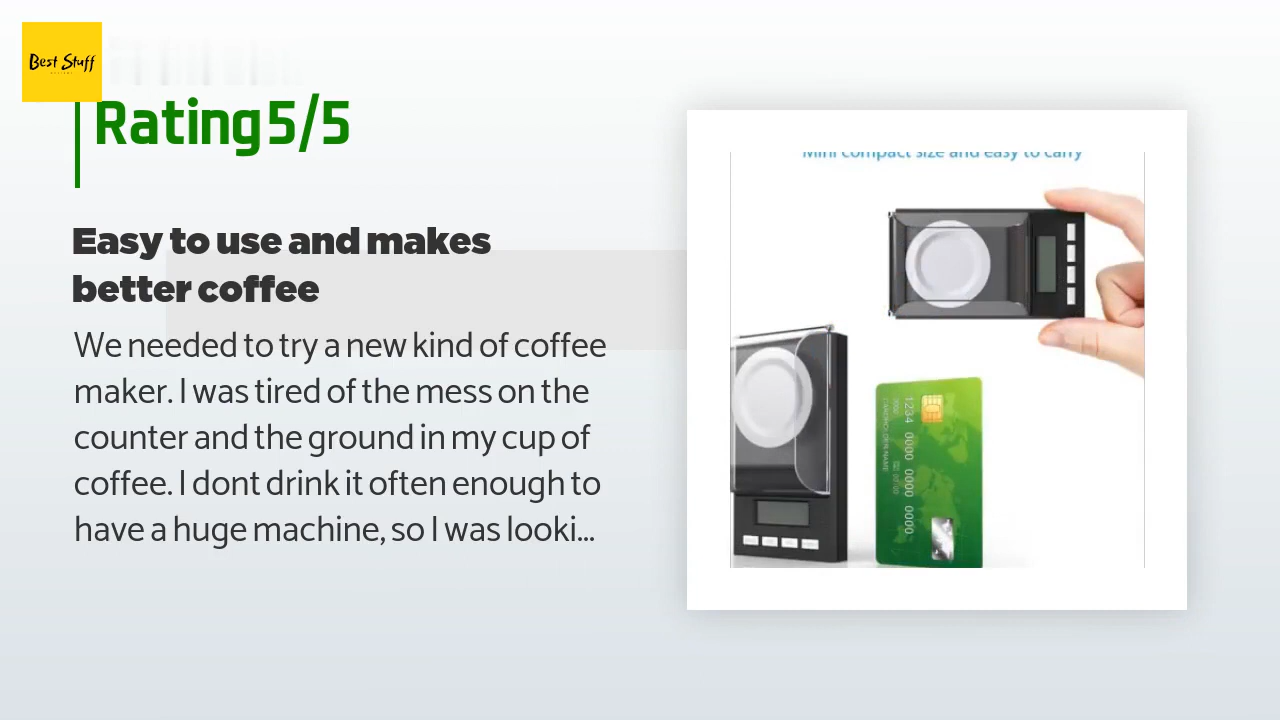 Best Stuff
Rating 5/5
Easy to use and makes
better coffee
We needed to try a new kind of coffee
maker. I was tired of the mess on the
counter and the ground in my cup of
coffee. I dont drink it often enough to
have a huge machine, so I was looki...
Mini compact size and easy to carry
1234 0000 0000 0000
CARDHOLDER NAME